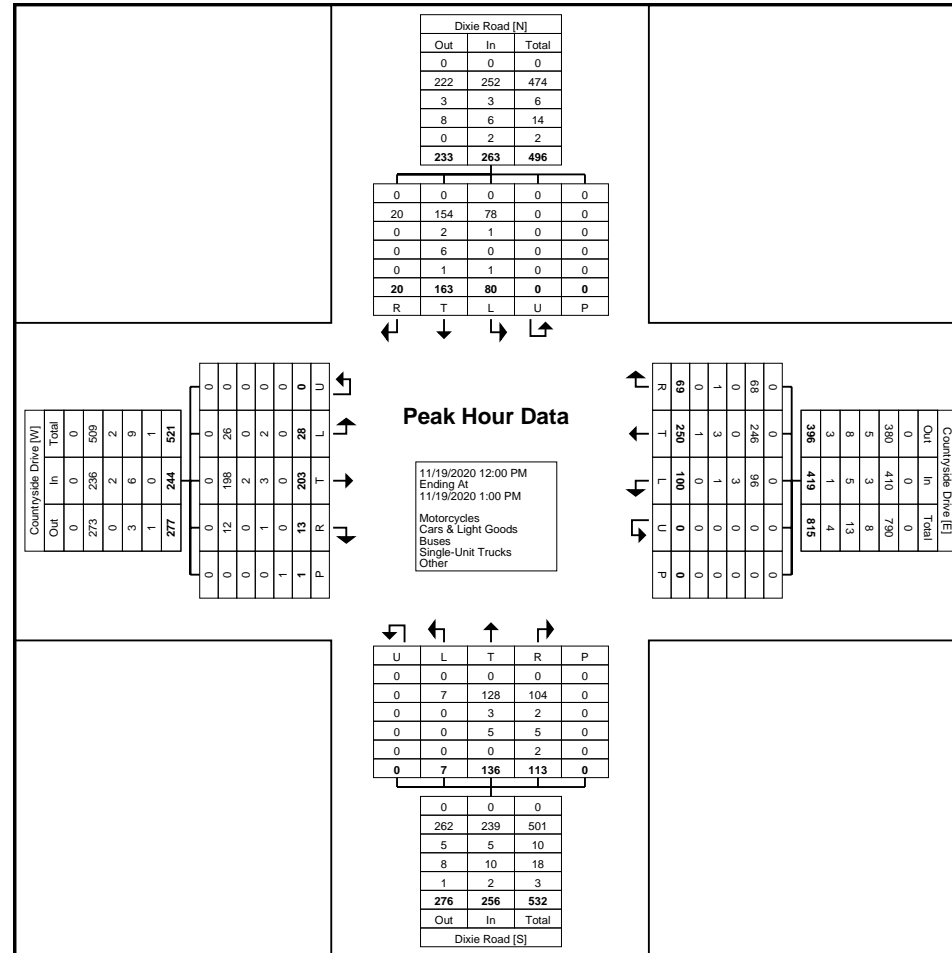 Dixie Road [N]
Out In Total
0 0 0
222 252 474
3 3 6
8 6 14
0 2 2
233 263 496
0 0 0 0 0
20 154 78 0 0
0 2 1 0 0
0 6 0 0 0
0 1 1 0 0
20 163 80 0 0
R T L U P
Countryside Drive [W]
Total In Out
0 0 0
509 236 273
2 2 0
9 6 3
1 0 1
521 244 277
0 0 0 0 0
0 26 198 12 0
0 0 2 0 0
0 2 3 1 0
0 0 0 0 1
0 28 203 13 1
U L T R P
Peak Hour Data
11/19/2020 12:00 PM
Ending At
11/19/2020 1:00 PM
Motorcycles
Cars & Light Goods
Buses
Single-Unit Trucks
Other
Countryside Drive [E]
Out In Total
0 0 0
380 410 790
5 3 8
8 5 13
3 1 4
396 419 815
0 0 0 0 0
68 246 96 0 0
0 0 3 0 0
1 3 1 0 0
0 1 0 0 0
69 250 100 0 0
R T L U P
U L T R P
0 0 0 0 0
0 7 128 104 0
0 0 3 2 0
0 0 5 5 0
0 0 0 2 0
0 7 136 113 0
0 0 0
262 239 501
5 5 10
8 10 18
1 2 3
276 256 532
Out In Total
Dixie Road [S]